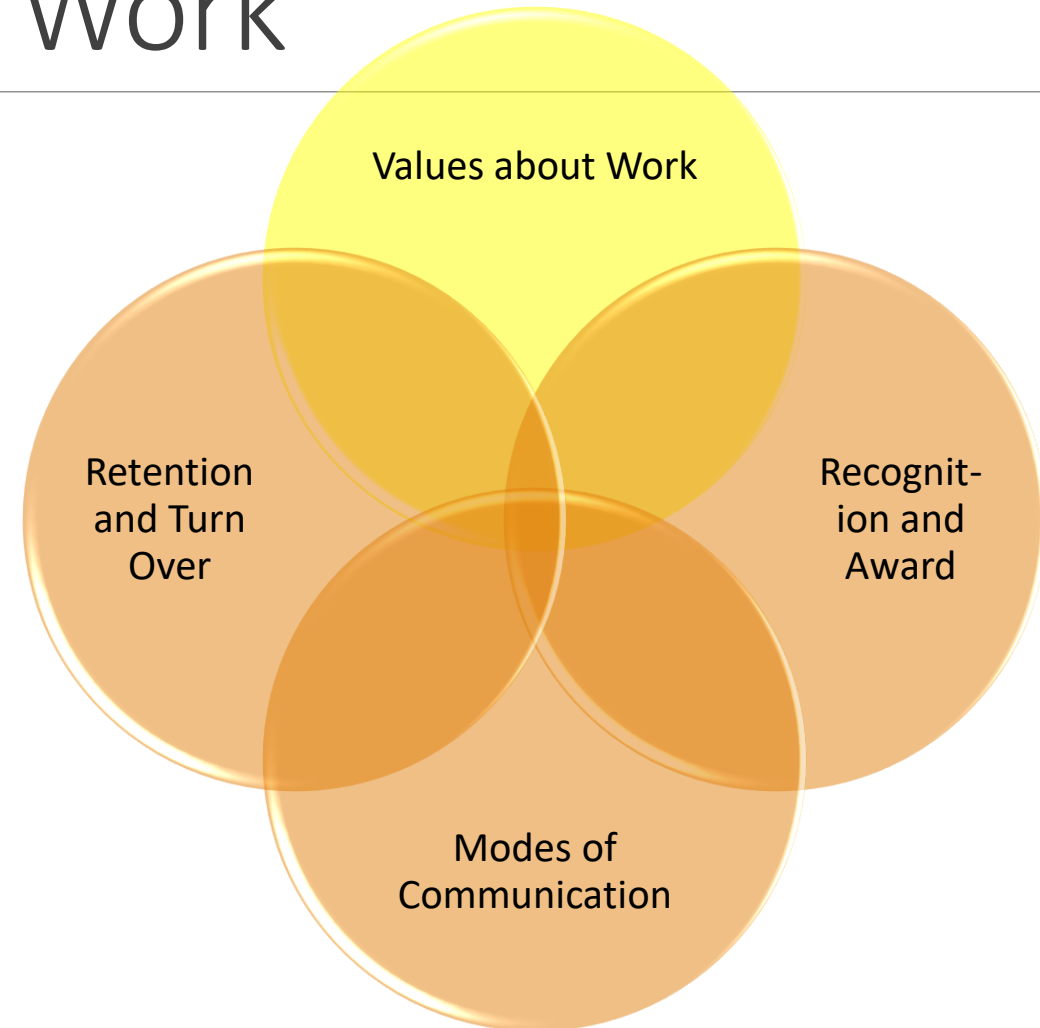 Work
Values about Work
Retention
and Turn
Over
Recognit-
ion and
Award
Modes of
Communication